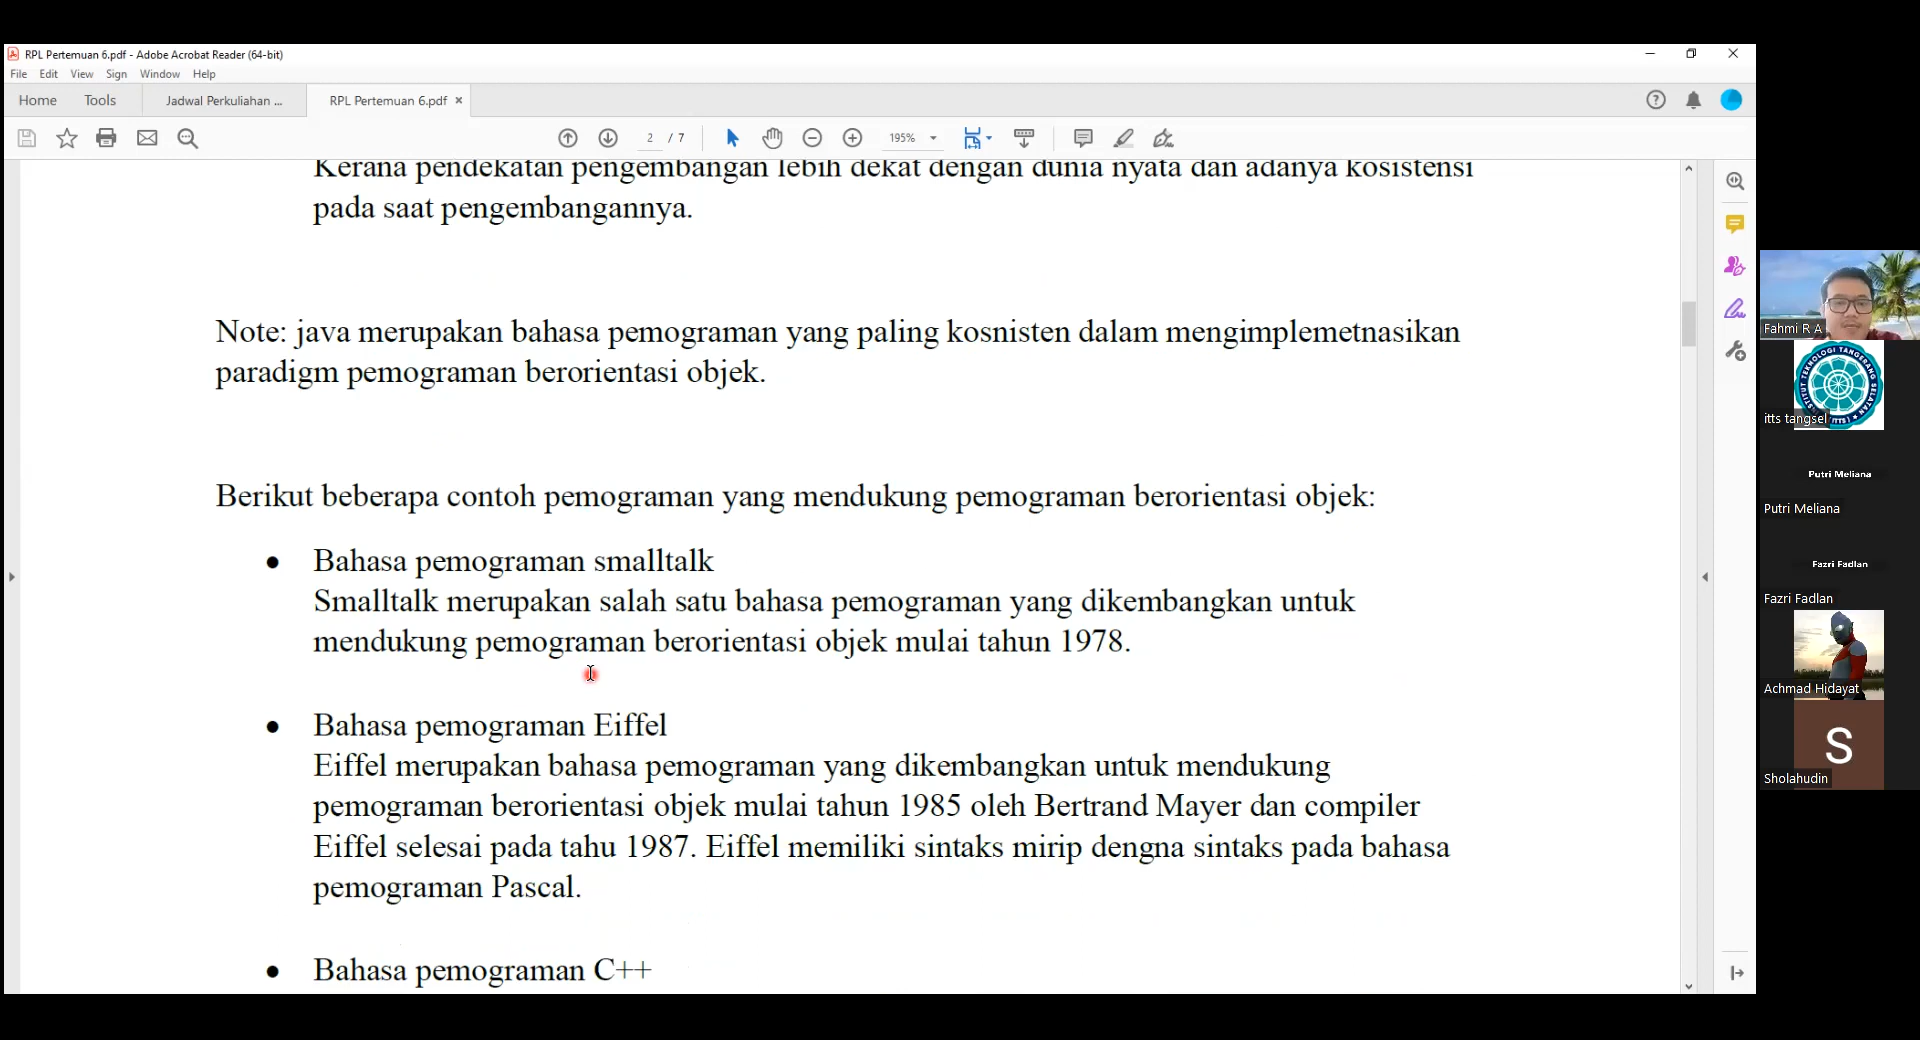 RPL Pertemuan 6.pdf - Adobe Acrobat Reader (64-bit)
File Edit View Sign Window Help
Home Tools Jadwal Perkuliahan ... RPL Pertemuan 6.pdf ×
2 / 7 195%
Kerana pendekatan pengembangan lebih dekat dengan dunia nyata dan adanya kosistensi
pada saat pengembangannya.
Note: java merupakan bahasa pemograman yang paling kosnisten dalam mengimplemetnasikan
paradigm pemograman berorientasi objek.
Berikut beberapa contoh pemograman yang mendukung pemograman berorientasi objek:
● Bahasa pemograman smalltalk
Smalltalk merupakan salah satu bahasa pemograman yang dikembangkan untuk
mendukung pemograman berorientasi objek mulai tahun 1978.
● Bahasa pemograman Eiffel
Eiffel merupakan bahasa pemograman yang dikembangkan untuk mendukung
pemograman berorientasi objek mulai tahun 1985 oleh Bertrand Mayer dan compiler
Eiffel selesai pada tahu 1987. Eiffel memiliki sintaks mirip dengna sintaks pada bahasa
pemograman Pascal.
● Bahasa pemograman C++
Fahmi R A
INSTITUT TEKNOLOGI TANGERANG SELATAN
(ITTS)
itts tangsel
Putri Meliana
Putri Meliana
Fazri Fadlan
Fazri Fadlan
Achmad Hidayat
S
Sholahudin